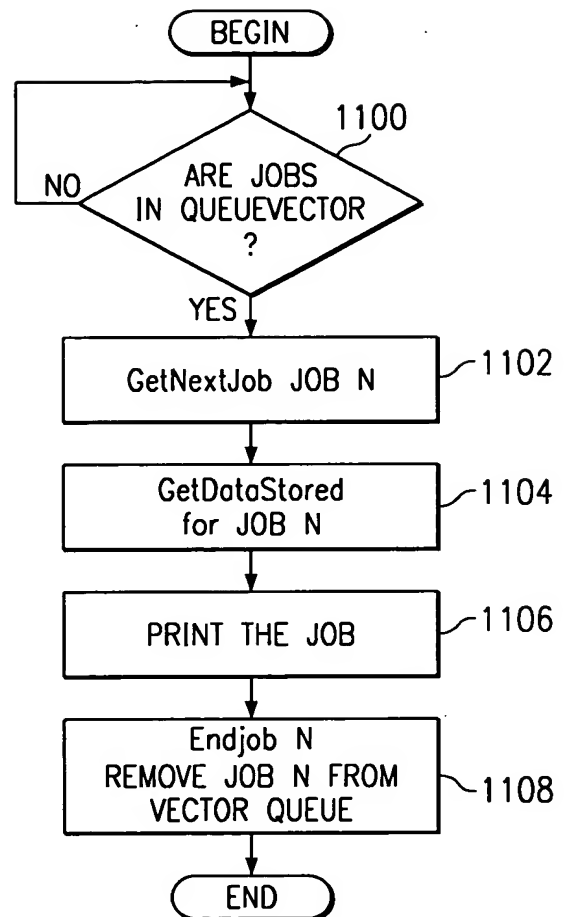 BEGIN
1100
ARE JOBS
IN QUEUEVECTOR
?
NO
YES
GetNextJob JOB N
1102
GetDataStored
for JOB N
1104
PRINT THE JOB
1106
Endjob N
REMOVE JOB N FROM
VECTOR QUEUE
1108
END